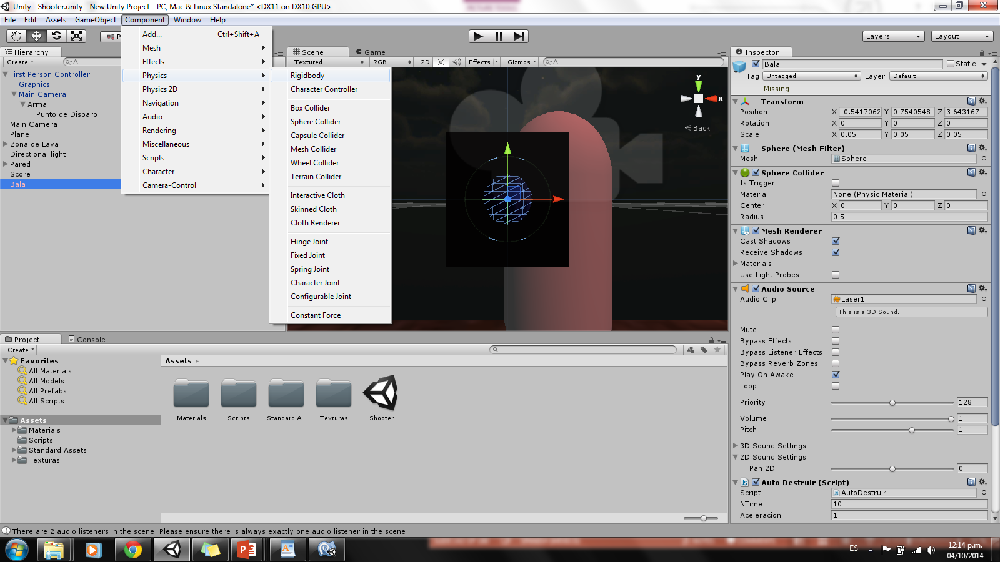 Unity - Shooter.unity - New Unity Project - PC, Mac & Linux Standalone* <DX11 on DX10 GPU>
File Edit Assets GameObject Component Window Help
Layers Layout
Add... Ctrl+Shift+A
Mesh
Effects
Physics
Physics 2D
Navigation
Audio
Rendering
Miscellaneous
Scripts
Character
Camera-Control
Rigidbody
Character Controller
Box Collider
Sphere Collider
Capsule Collider
Mesh Collider
Wheel Collider
Terrain Collider
Interactive Cloth
Skinned Cloth
Cloth Renderer
Hinge Joint
Fixed Joint
Spring Joint
Character Joint
Configurable Joint
Constant Force
Hierarchy
Create All
First Person Controller
Graphics
Main Camera
Arma
Punto de Disparo
Main Camera
Plane
Zona de Lava
Directional light
Pared
Score
Bala
Scene Game
Textured RGB 2D Effects Gizmos All
y
x
< Back
Inspector
Bala Static
Tag Untagged Layer Default
Missing
Transform
Position X -0.5417062 Y 0.7540548 Z 3.643167
Rotation X 0 Y 0 Z 0
Scale X 0.05 Y 0.05 Z 0.05
Sphere (Mesh Filter)
Mesh Sphere
Sphere Collider
Is Trigger
Material None (Physic Material)
Center X 0 Y 0 Z 0
Radius 0.5
Mesh Renderer
Cast Shadows
Receive Shadows
Materials
Use Light Probes
Audio Source
Audio Clip Laser1
This is a 3D Sound.
Mute
Bypass Effects
Bypass Listener Effects
Bypass Reverb Zones
Play On Awake
Loop
Priority 128
Volume 1
Pitch 1
3D Sound Settings
2D Sound Settings
Pan 2D 0
Auto Destruir (Script)
Script AutoDestruir
NTime 10
Aceleracion 1
Project Console
Create
Favorites
All Materials
All Models
All Prefabs
All Scripts
Assets
Materials
Scripts
Standard Assets
Texturas
Assets
Materials Scripts Standard A... Texturas Shooter
There are 2 audio listeners in the scene. Please ensure there is always exactly one audio listener in the scene.
ES
12:14 p.m.
04/10/2014